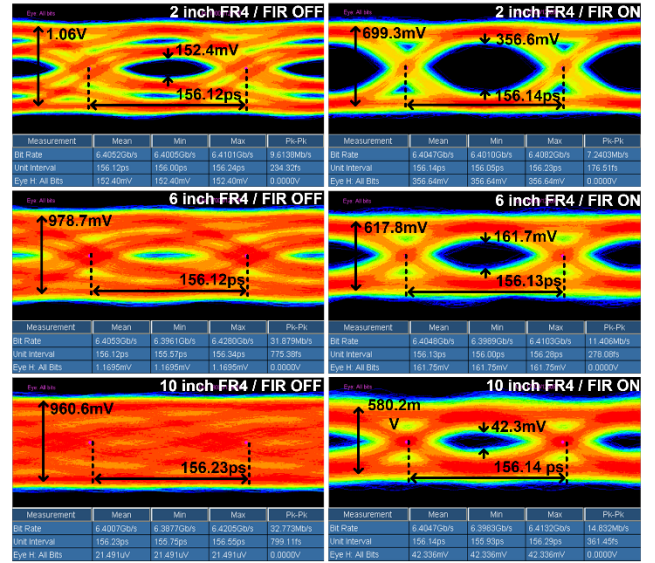 Eye: All Bits
2 inch FR4 / FIR OFF
1.06V
152.4mV
156.12ps
Measurement Mean Min Max Pk-Pk
Bit Rate 6.4052Gb/s 6.4005Gb/s 6.4101Gb/s 9.6138Mb/s
Unit Interval 156.12ps 156.00ps 156.24ps 234.32fs
Eye H: All Bits 152.40mV 152.40mV 152.40mV 0.0000V
Eye: All Bits
2 inch FR4 / FIR ON
699.3mV
356.6mV
156.14ps
Measurement Mean Min Max Pk-Pk
Bit Rate 6.4047Gb/s 6.4010Gb/s 6.4082Gb/s 7.2403Mb/s
Unit Interval 156.14ps 156.05ps 156.23ps 176.51fs
Eye H: All Bits 356.64mV 356.64mV 356.64mV 0.0000V
Eye: All Bits
6 inch FR4 / FIR OFF
978.7mV
156.12ps
Measurement Mean Min Max Pk-Pk
Bit Rate 6.4053Gb/s 6.3961Gb/s 6.4280Gb/s 31.879Mb/s
Unit Interval 156.12ps 155.57ps 156.34ps 775.38fs
Eye H: All Bits 1.1695mV 1.1695mV 1.1695mV 0.0000V
Eye: All Bits
6 inch FR4 / FIR ON
617.8mV
161.7mV
156.13ps
Measurement Mean Min Max Pk-Pk
Bit Rate 6.4048Gb/s 6.3989Gb/s 6.4103Gb/s 11.406Mb/s
Unit Interval 156.13ps 156.00ps 156.28ps 278.08fs
Eye H: All Bits 161.75mV 161.75mV 161.75mV 0.0000V
Eye: All Bits
10 inch FR4 / FIR OFF
960.6mV
156.23ps
Measurement Mean Min Max Pk-Pk
Bit Rate 6.4007Gb/s 6.3877Gb/s 6.4205Gb/s 32.773Mb/s
Unit Interval 156.23ps 155.75ps 156.55ps 799.11fs
Eye H: All Bits 21.491uV 21.491uV 21.491uV 0.0000V
Eye: All Bits
10 inch FR4 / FIR ON
580.2m
V
42.3mV
156.14 ps
Measurement Mean Min Max Pk-Pk
Bit Rate 6.4047Gb/s 6.3983Gb/s 6.4132Gb/s 14.832Mb/s
Unit Interval 156.14ps 155.93ps 156.29ps 361.45fs
Eye H: All Bits 42.336mV 42.336mV 42.336mV 0.0000V